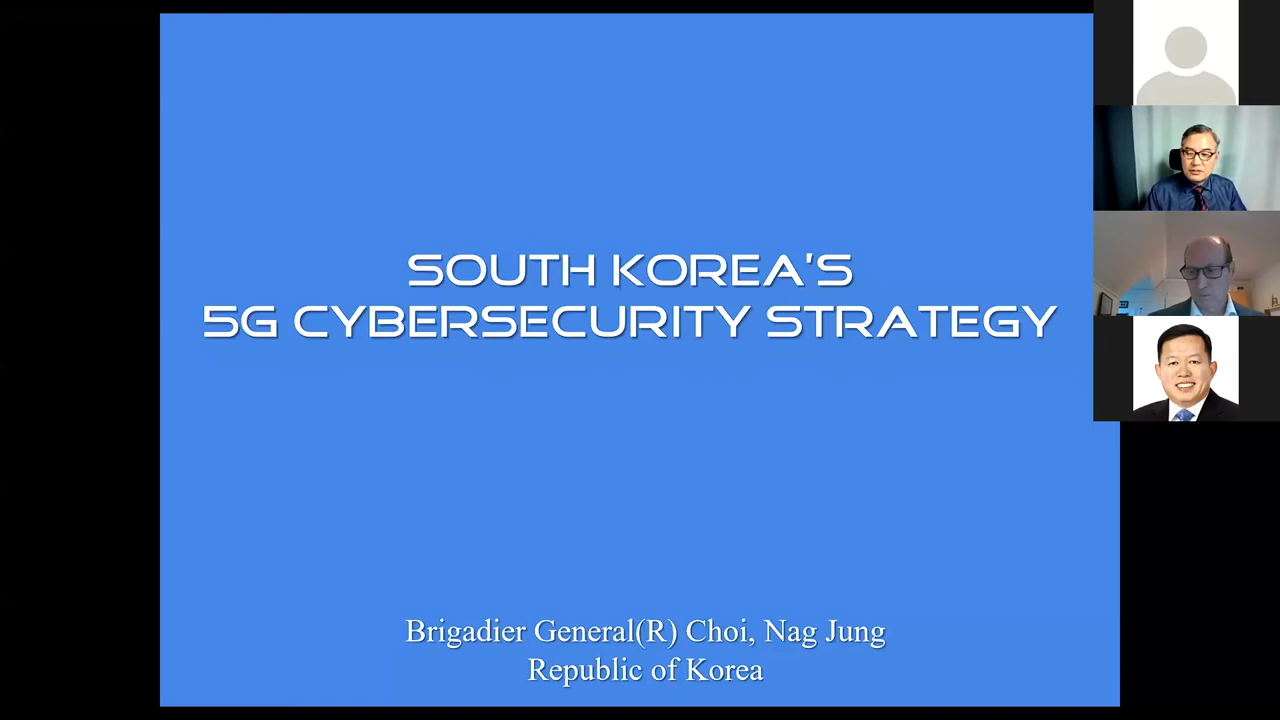 SOUTH KOREA'S
5G CYBERSECURITY STRATEGY
Brigadier General(R) Choi, Nag Jung
Republic of Korea